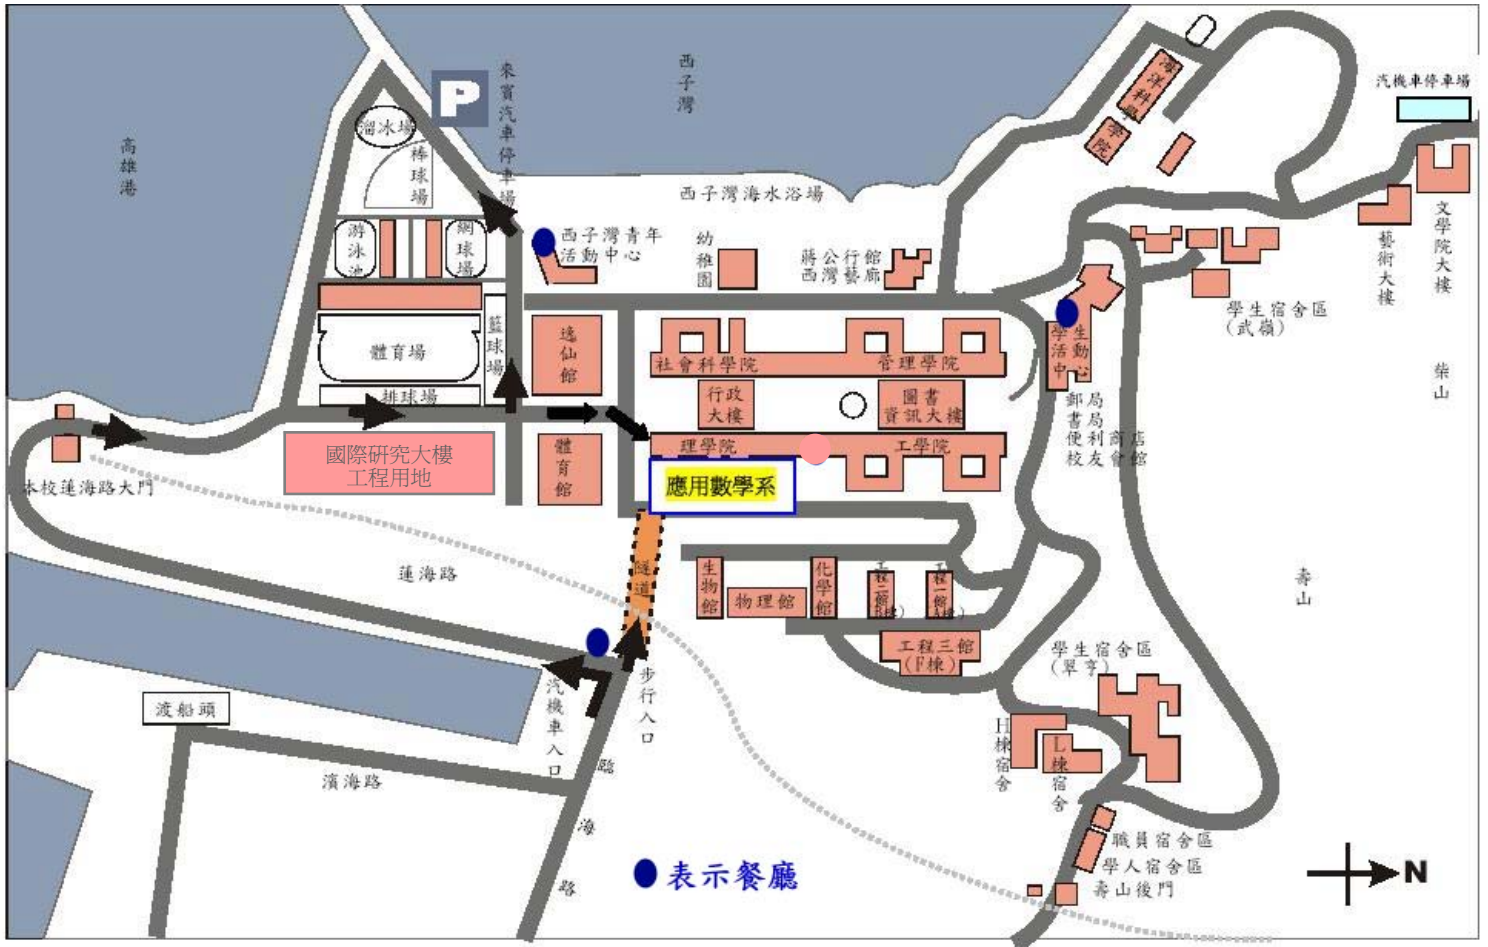 高雄港
西子灣
來賓汽車停車場
P
溜冰場
棒球場
游泳池
網球場
西子灣青年
活動中心
西子灣海水浴場
幼稚園
蔣公行館
西灣藝廊
海洋科學
學院
汽機車停車場
文學院大樓
藝術大樓
學生宿舍區
(武嶺)
柴山
體育場
籃球場
排球場
逸仙館
社會科學院
管理學院
行政
大樓
圖書
資訊大樓
學生
活動
中心
郵局
書局
便利商店
校友會館
國際研究大樓
工程用地
體育館
理學院
工學院
應用數學系
本校蓮海路大門
蓮海路
隧道
生物館
物理館
化學館
工程三館
(F棟)
壽山
學生宿舍區
(翠亨)
H棟宿舍
L棟宿舍
渡船頭
濱海路
汽機車入口
步行入口
臨海路
職員宿舍區
學人宿舍區
壽山後門
表示餐廳
N